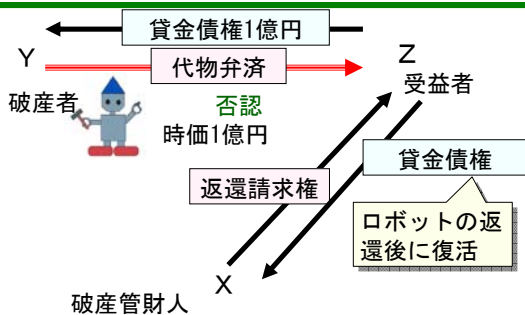 貸金債権1億円
Y
代物弁済
Z
受益者
破産者
否認
時価1億円
返還請求権
貸金債権
ロボットの返
還後に復活
X
破産管財人